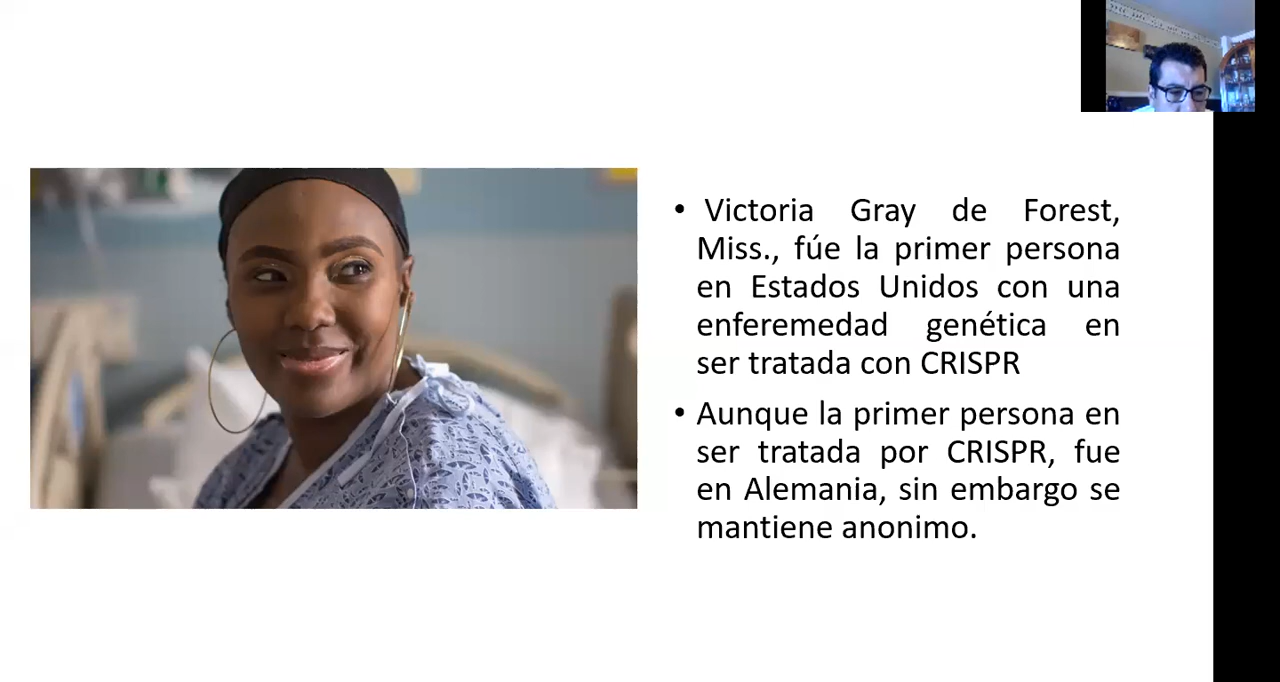 • Victoria Gray de Forest,
Miss., fúe la primer persona
en Estados Unidos con una
enferemedad genética en
ser tratada con CRISPR
• Aunque la primer persona en
ser tratada por CRISPR, fue
en Alemania, sin embargo se
mantiene anonimo.